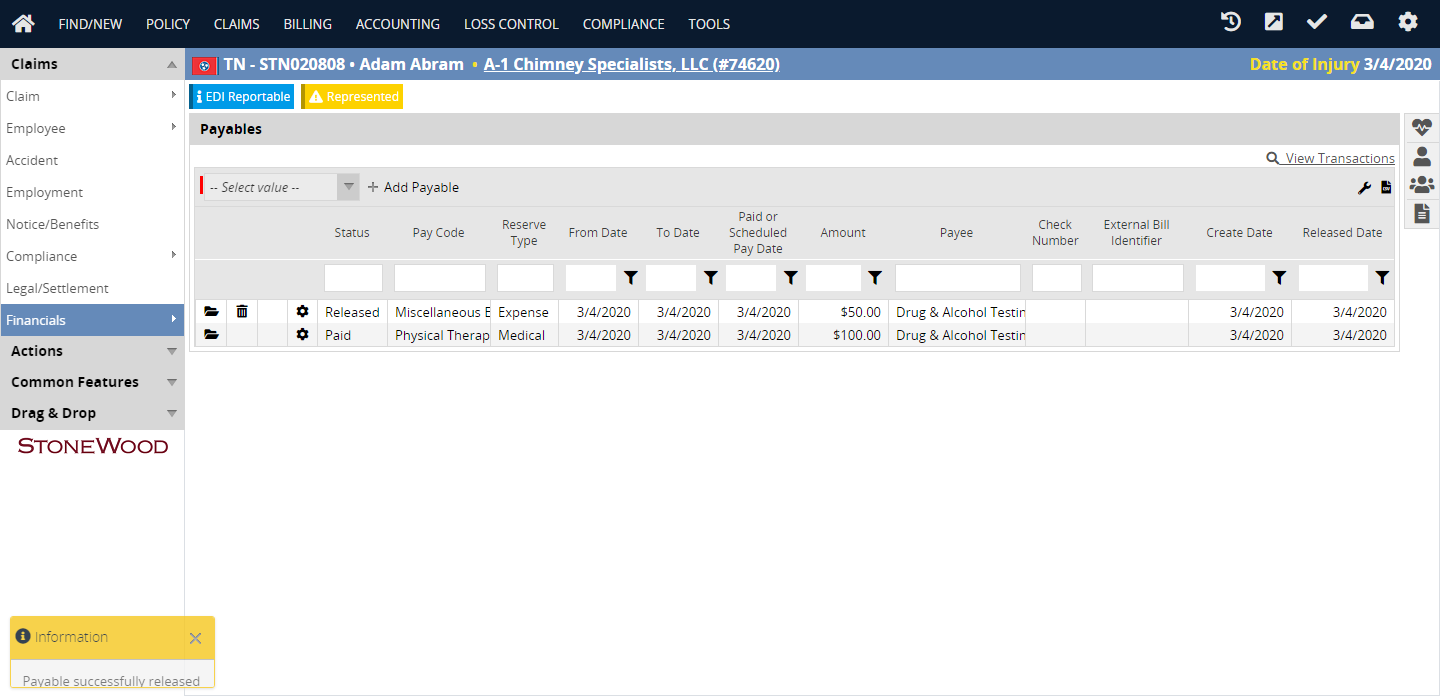 FIND/NEW POLICY CLAIMS BILLING ACCOUNTING LOSS CONTROL COMPLIANCE TOOLS
Claims
TN - STN020808 • Adam Abram • A-1 Chimney Specialists, LLC (#74620) Date of Injury 3/4/2020
Claim
Employee
Accident
Employment
Notice/Benefits
Compliance
Legal/Settlement
Financials
Actions
Common Features
Drag & Drop
STONEWOOD
EDI Reportable Represented
Payables
View Transactions
-- Select value -- Add Payable
Status Pay Code Reserve Type From Date To Date Paid or Scheduled Pay Date Amount Payee Check Number External Bill Identifier Create Date Released Date
Released Miscellaneous E Expense 3/4/2020 3/4/2020 3/4/2020 $50.00 Drug & Alcohol Testin 3/4/2020 3/4/2020
Paid Physical Therap Medical 3/4/2020 3/4/2020 3/4/2020 $100.00 Drug & Alcohol Testin 3/4/2020 3/4/2020
Information
Payable successfully released